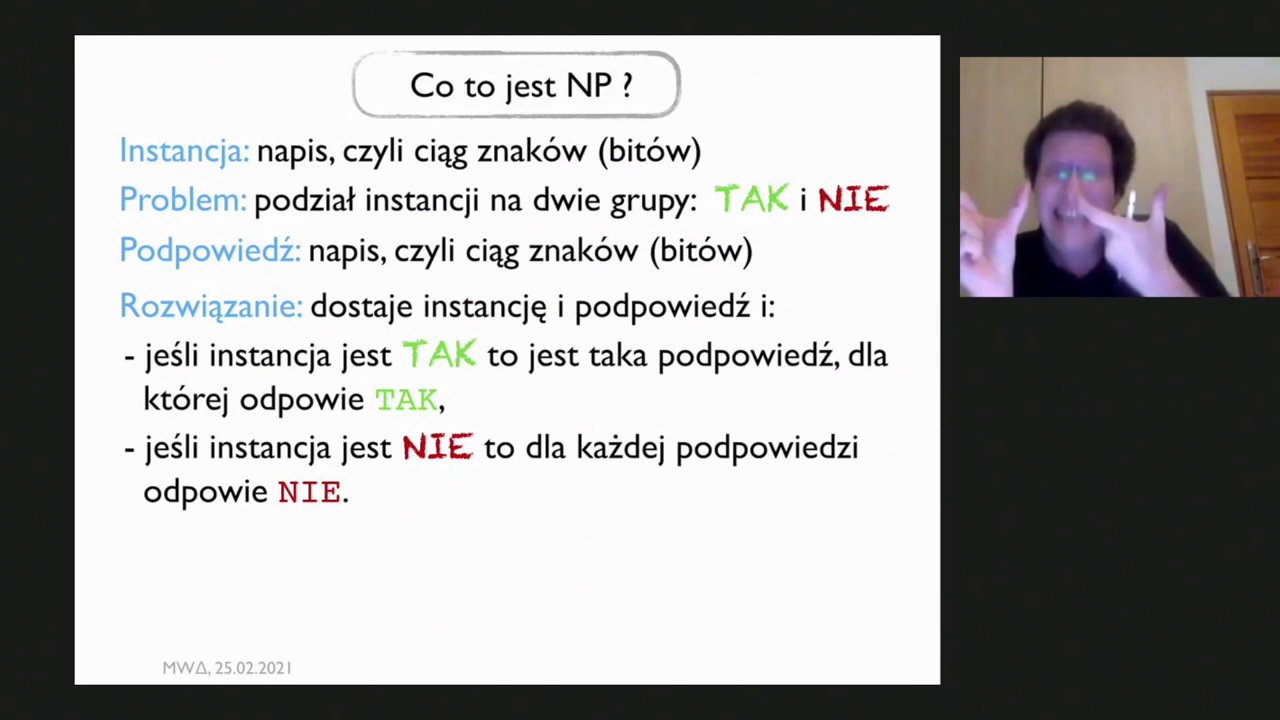 Co to jest NP ?
Instancja: napis, czyli ciąg znaków (bitów)
Problem: podział instancji na dwie grupy: TAK i NIE
Podpowiedź: napis, czyli ciąg znaków (bitów)
Rozwiązanie: dostaje instancję i podpowiedź i:
- jeśli instancja jest TAK to jest taka podpowiedź, dla
której odpowie TAK,
- jeśli instancja jest NIE to dla każdej podpowiedzi
odpowie NIE.
MW∆, 25.02.2021